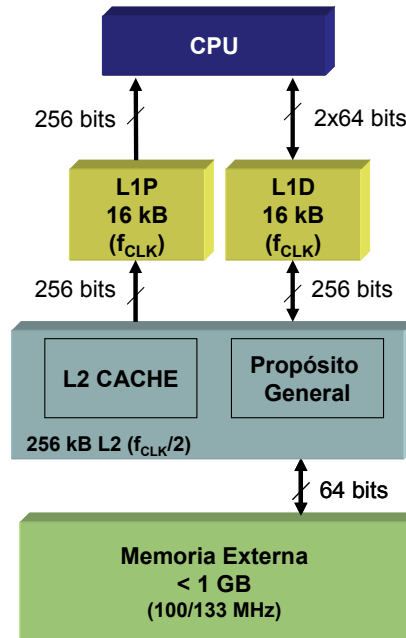 CPU
256 bits
2x64 bits
L1P
16 kB
(fCLK)
L1D
16 kB
(fCLK)
256 bits
256 bits
L2 CACHE
Propósito
General
256 kB L2 (fCLK/2)
64 bits
Memoria Externa
< 1 GB
(100/133 MHz)